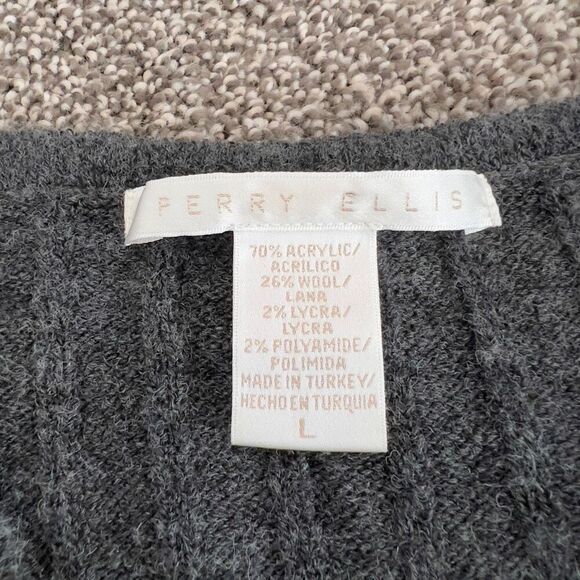 PERRY ELLIS
70% ACRYLIC/
ACRILICO
26% WOOL/
LANA
2% LYCRA/
LYCRA
2% POLYAMIDE/
POLIMIDA
MADE IN TURKEY/
HECHO EN TURQUIA
L